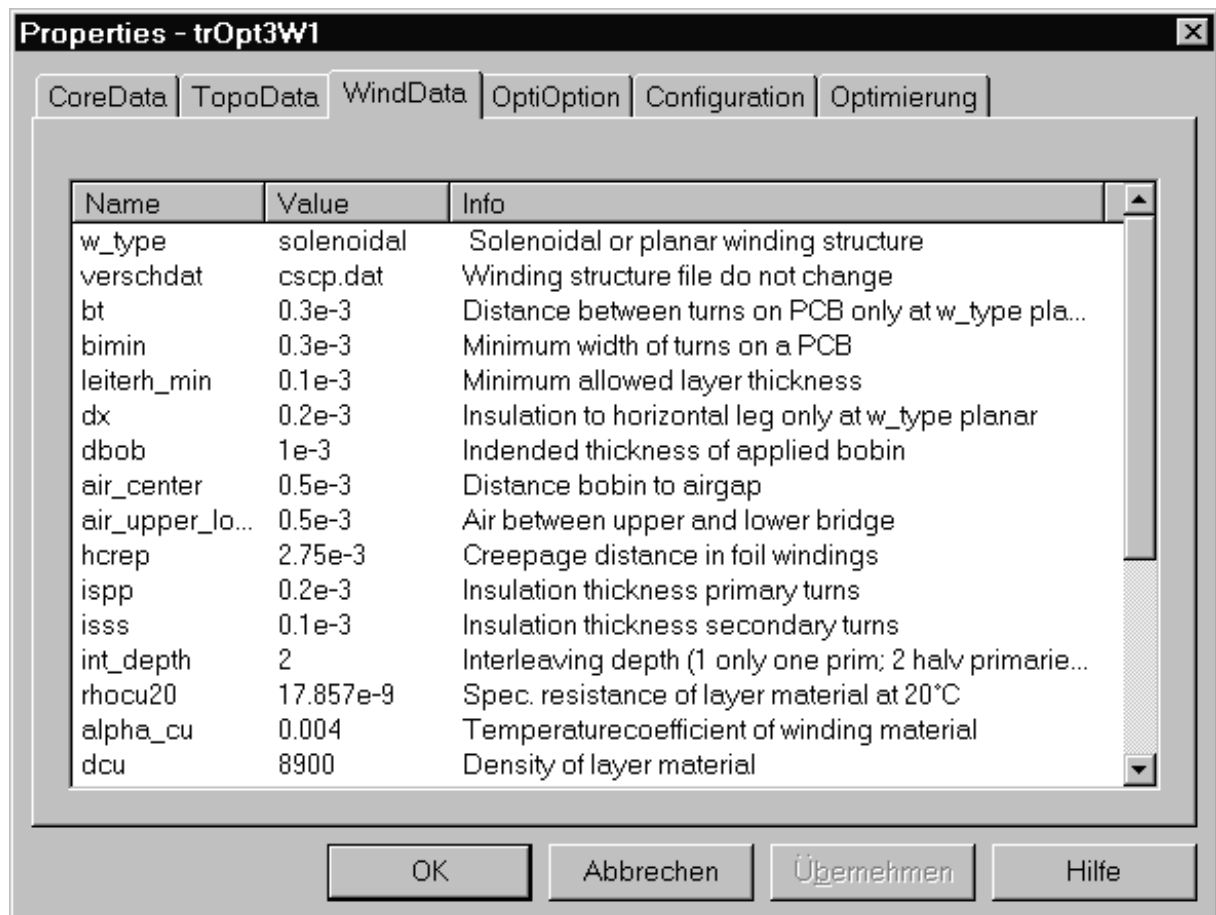 Properties - trOpt3W1
CoreData TopoData WindData OptiOption Configuration Optimierung
Name Value Info
w_type solenoidal Solenoidal or planar winding structure
verschdat cscp.dat Winding structure file do not change
bt 0.3e-3 Distance between turns on PCB only at w_type pla...
bimin 0.3e-3 Minimum width of turns on a PCB
leiterh_min 0.1e-3 Minimum allowed layer thickness
dx 0.2e-3 Insulation to horizontal leg only at w_type planar
dbob 1e-3 Indended thickness of applied bobin
air_center 0.5e-3 Distance bobin to airgap
air_upper_lo... 0.5e-3 Air between upper and lower bridge
hcrep 2.75e-3 Creepage distance in foil windings
ispp 0.2e-3 Insulation thickness primary turns
isss 0.1e-3 Insulation thickness secondary turns
int_depth 2 Interleaving depth (1 only one prim; 2 halv primarie...
rhocu20 17.857e-9 Spec. resistance of layer material at 20°C
alpha_cu 0.004 Temperaturecoefficient of winding material
dcu 8900 Density of layer material
OK Abbrechen Übernehmen Hilfe